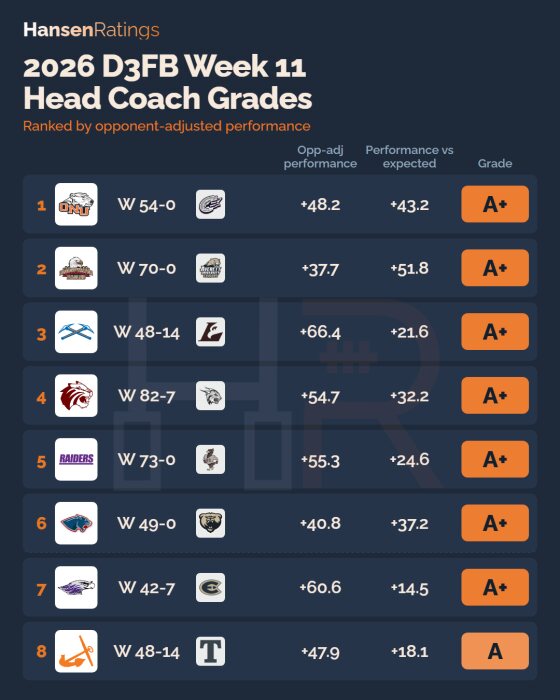 HansenRatings
2026 D3FB Week 11
Head Coach Grades
Ranked by opponent-adjusted performance
Opp-adj performance
Performance vs expected
Grade
1 ONU W 54-0 +48.2 +43.2 A+
2 W 70-0 +37.7 +51.8 A+
3 W 48-14 L +66.4 +21.6 A+
4 W 82-7 +54.7 +32.2 A+
5 RAIDERS W 73-0 +55.3 +24.6 A+
6 W 49-0 +40.8 +37.2 A+
7 W 42-7 C +60.6 +14.5 A+
8 W 48-14 T +47.9 +18.1 A
HR